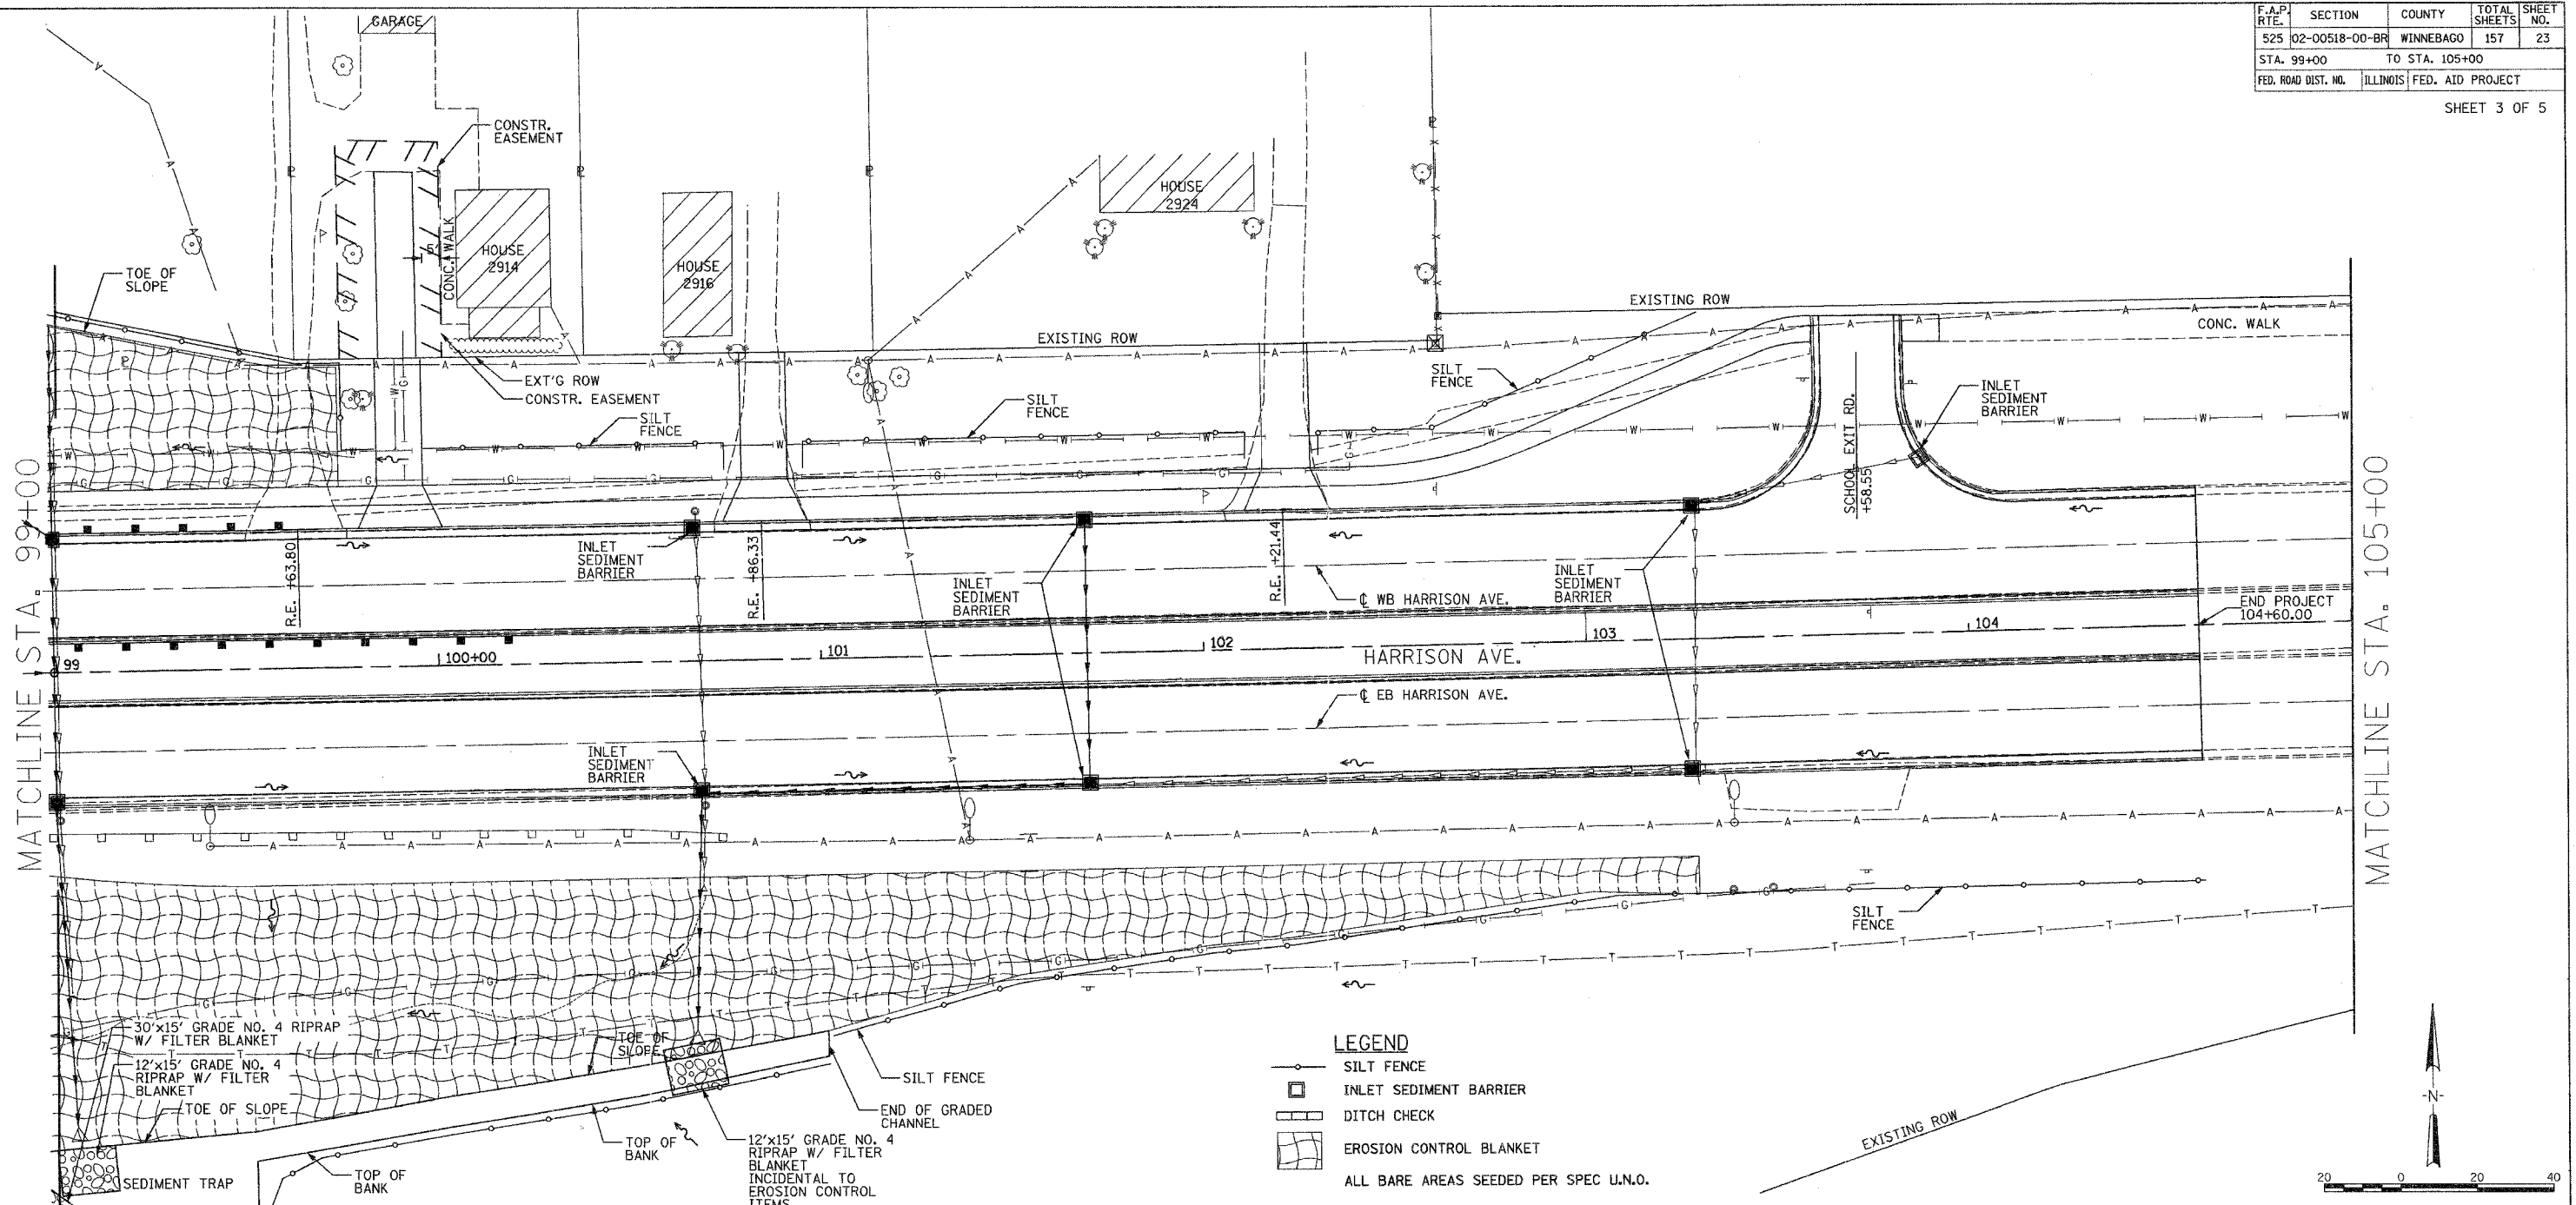 F.A.P. RTE. SECTION COUNTY TOTAL SHEETS SHEET NO.
525 02-00518-00-BR WINNEBAGO 157 23
STA. 99+00 TO STA. 105+00
FED. ROAD DIST. NO. ILLINOIS FED. AID PROJECT
SHEET 3 OF 5
GARAGE
CONSTR.
EASEMENT
TOE OF
SLOPE
5'
CONC. WALK
HOUSE
2914
HOUSE
2916
HOUSE
2924
EXISTING ROW
EXISTING ROW
CONC. WALK
EXT'G ROW
CONSTR. EASEMENT
SILT
FENCE
SILT
FENCE
SILT
FENCE
INLET
SEDIMENT
BARRIER
SCHOOL EXIT RD.
+58.55
MATCHLINE STA. 99+00
MATCHLINE STA. 105+00
R.E. +63.80
INLET
SEDIMENT
BARRIER
R.E. +86.33
INLET
SEDIMENT
BARRIER
R.E. +21.44
INLET
SEDIMENT
BARRIER
℄ WB HARRISON AVE.
END PROJECT
104+60.00
99
100+00
101
102
103
104
HARRISON AVE.
℄ EB HARRISON AVE.
INLET
SEDIMENT
BARRIER
SILT
FENCE
30'x15' GRADE NO. 4 RIPRAP
W/ FILTER BLANKET
12'x15' GRADE NO. 4
RIPRAP W/ FILTER
BLANKET
TOE OF SLOPE
SEDIMENT TRAP
TOP OF
BANK
TOE OF
SLOPE
TOP OF
BANK
SILT FENCE
END OF GRADED
CHANNEL
12'x15' GRADE NO. 4
RIPRAP W/ FILTER
BLANKET
INCIDENTAL TO
EROSION CONTROL
ITEMS
LEGEND
SILT FENCE
INLET SEDIMENT BARRIER
DITCH CHECK
EROSION CONTROL BLANKET
ALL BARE AREAS SEEDED PER SPEC U.N.O.
EXISTING ROW
-N-
20 0 20 40